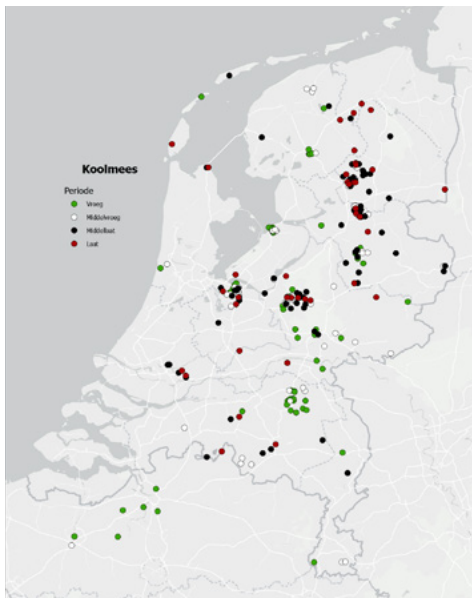 Koolmees
Periode
Vroeg
Middelvroeg
Middellaat
Laat